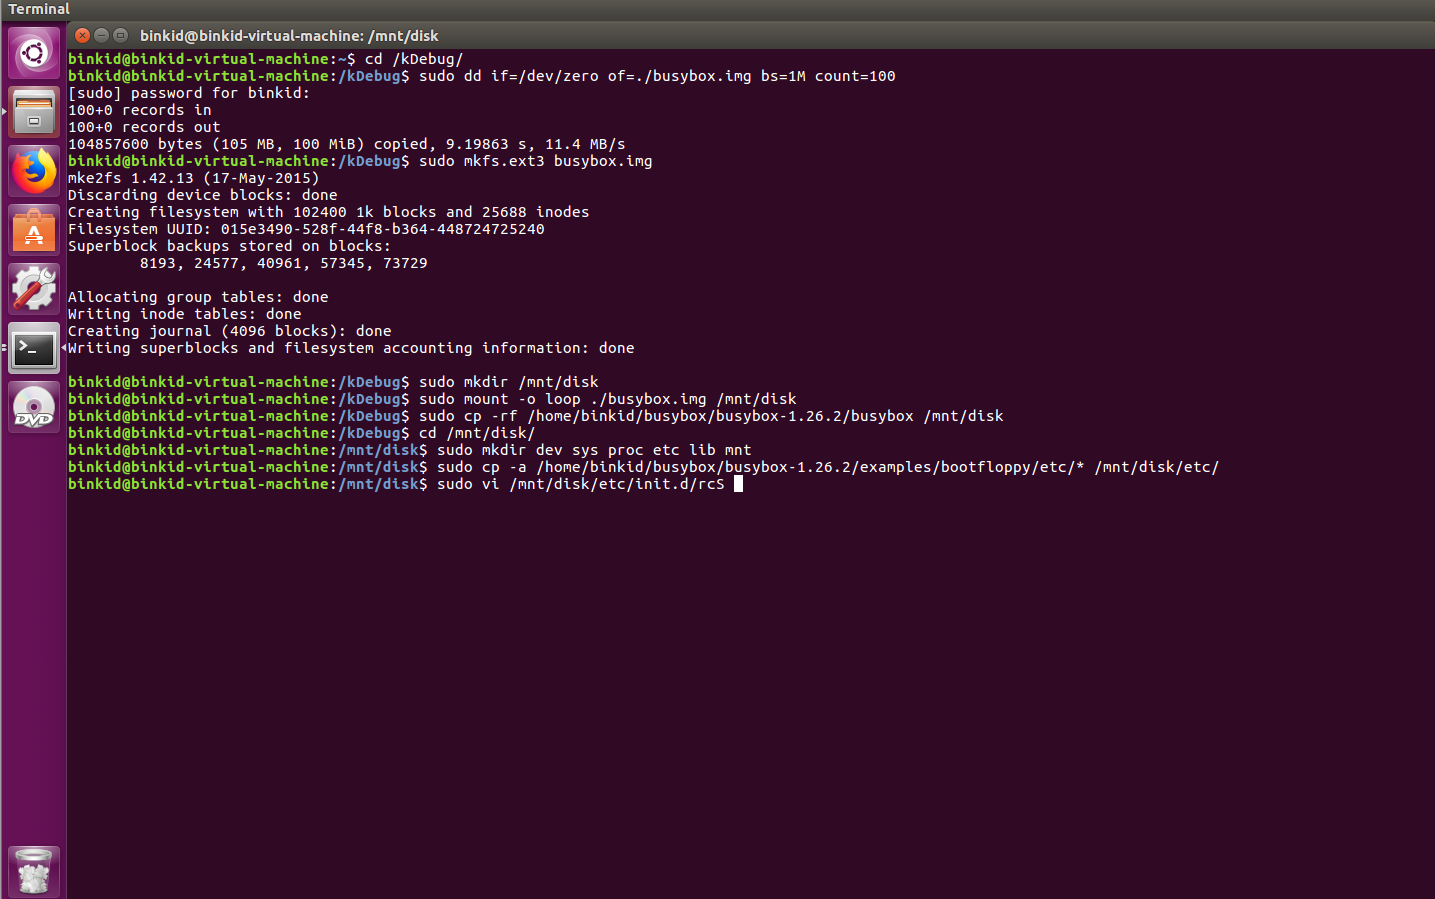 Terminal
binkid@binkid-virtual-machine: /mnt/disk
binkid@binkid-virtual-machine:~$ cd /kDebug/
binkid@binkid-virtual-machine:/kDebug$ sudo dd if=/dev/zero of=./busybox.img bs=1M count=100
[sudo] password for binkid:
100+0 records in
100+0 records out
104857600 bytes (105 MB, 100 MiB) copied, 9.19863 s, 11.4 MB/s
binkid@binkid-virtual-machine:/kDebug$ sudo mkfs.ext3 busybox.img
mke2fs 1.42.13 (17-May-2015)
Discarding device blocks: done
Creating filesystem with 102400 1k blocks and 25688 inodes
Filesystem UUID: 015e3490-528f-44f8-b364-448724725240
Superblock backups stored on blocks:
8193, 24577, 40961, 57345, 73729
Allocating group tables: done
Writing inode tables: done
Creating journal (4096 blocks): done
Writing superblocks and filesystem accounting information: done
binkid@binkid-virtual-machine:/kDebug$ sudo mkdir /mnt/disk
binkid@binkid-virtual-machine:/kDebug$ sudo mount -o loop ./busybox.img /mnt/disk
binkid@binkid-virtual-machine:/kDebug$ sudo cp -rf /home/binkid/busybox/busybox-1.26.2/busybox /mnt/disk
binkid@binkid-virtual-machine:/kDebug$ cd /mnt/disk/
binkid@binkid-virtual-machine:/mnt/disk$ sudo mkdir dev sys proc etc lib mnt
binkid@binkid-virtual-machine:/mnt/disk$ sudo cp -a /home/binkid/busybox/busybox-1.26.2/examples/bootfloppy/etc/* /mnt/disk/etc/
binkid@binkid-virtual-machine:/mnt/disk$ sudo vi /mnt/disk/etc/init.d/rcS
A
>_
DVD